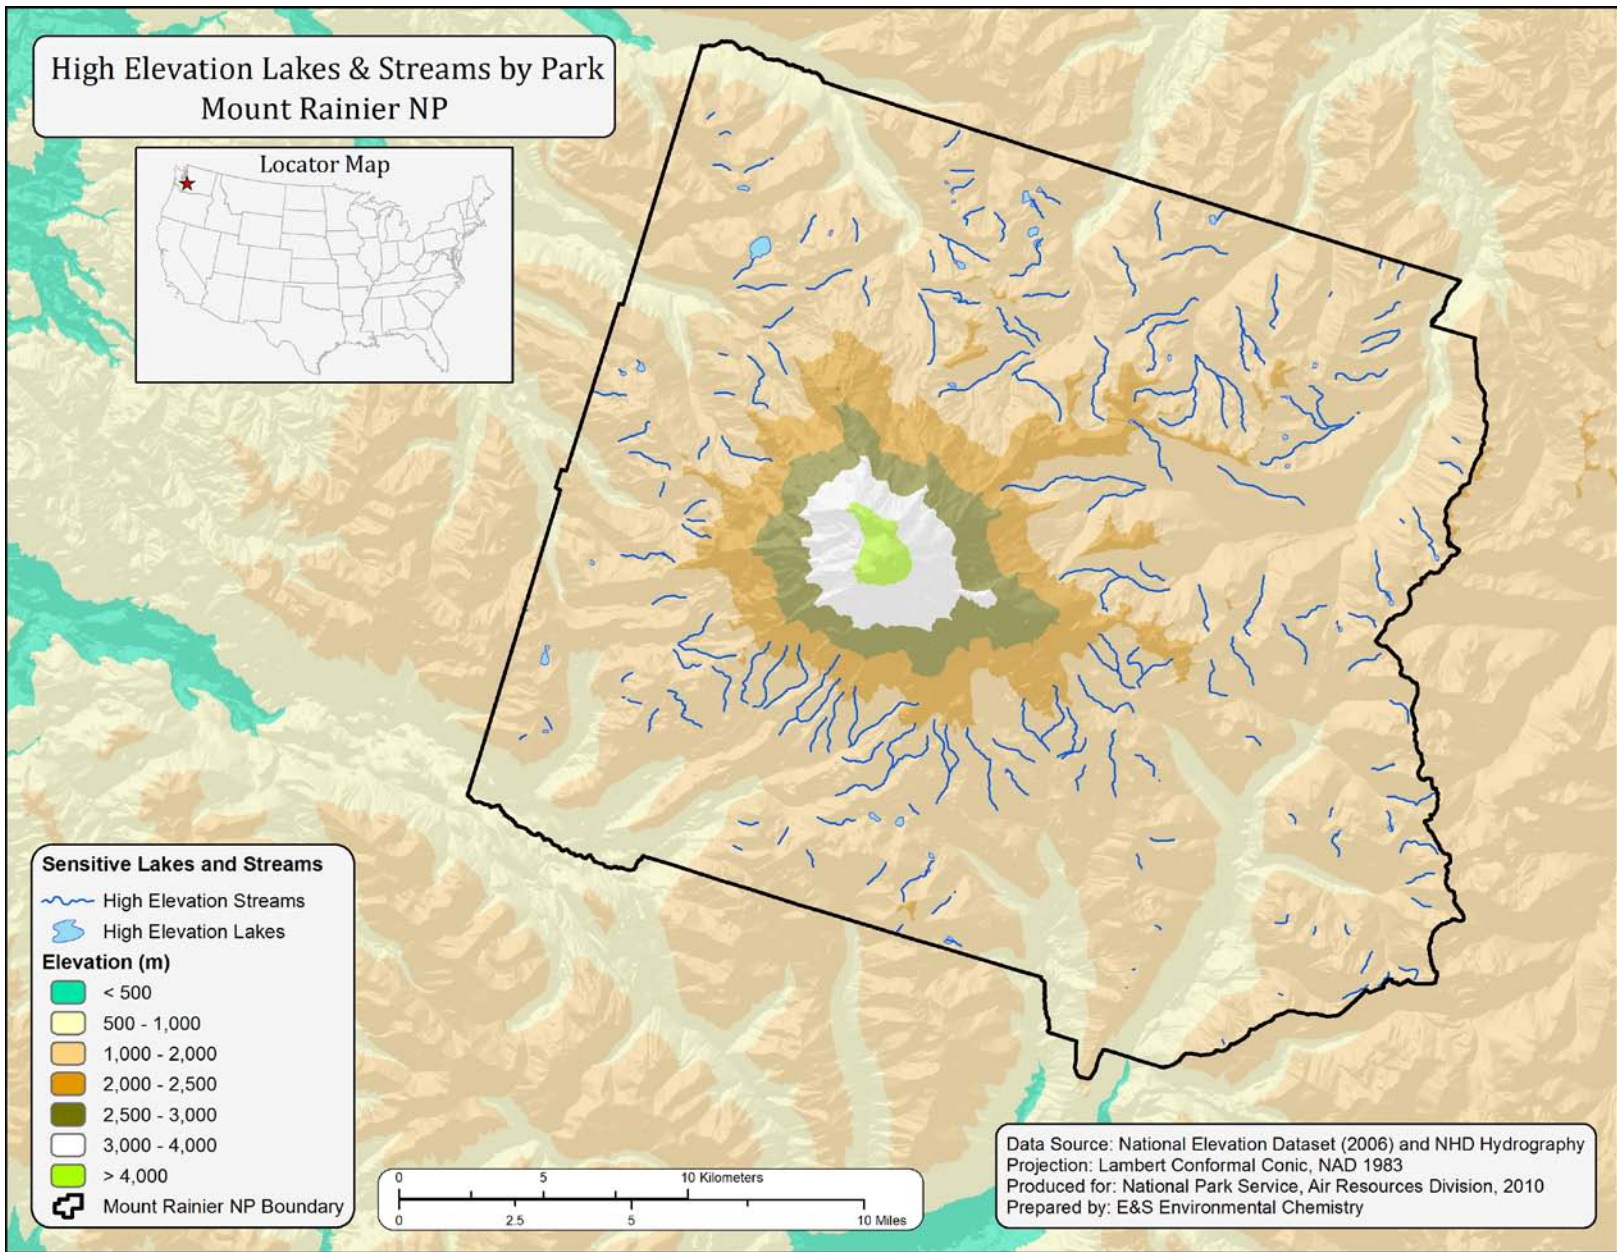 High Elevation Lakes & Streams by Park
Mount Rainier NP
Locator Map
Sensitive Lakes and Streams
High Elevation Streams
High Elevation Lakes
Elevation (m)
< 500
500 - 1,000
1,000 - 2,000
2,000 - 2,500
2,500 - 3,000
3,000 - 4,000
> 4,000
Mount Rainier NP Boundary
0 5 10 Kilometers
0 2.5 5 10 Miles
Data Source: National Elevation Dataset (2006) and NHD Hydrography
Projection: Lambert Conformal Conic, NAD 1983
Produced for: National Park Service, Air Resources Division, 2010
Prepared by: E&S Environmental Chemistry